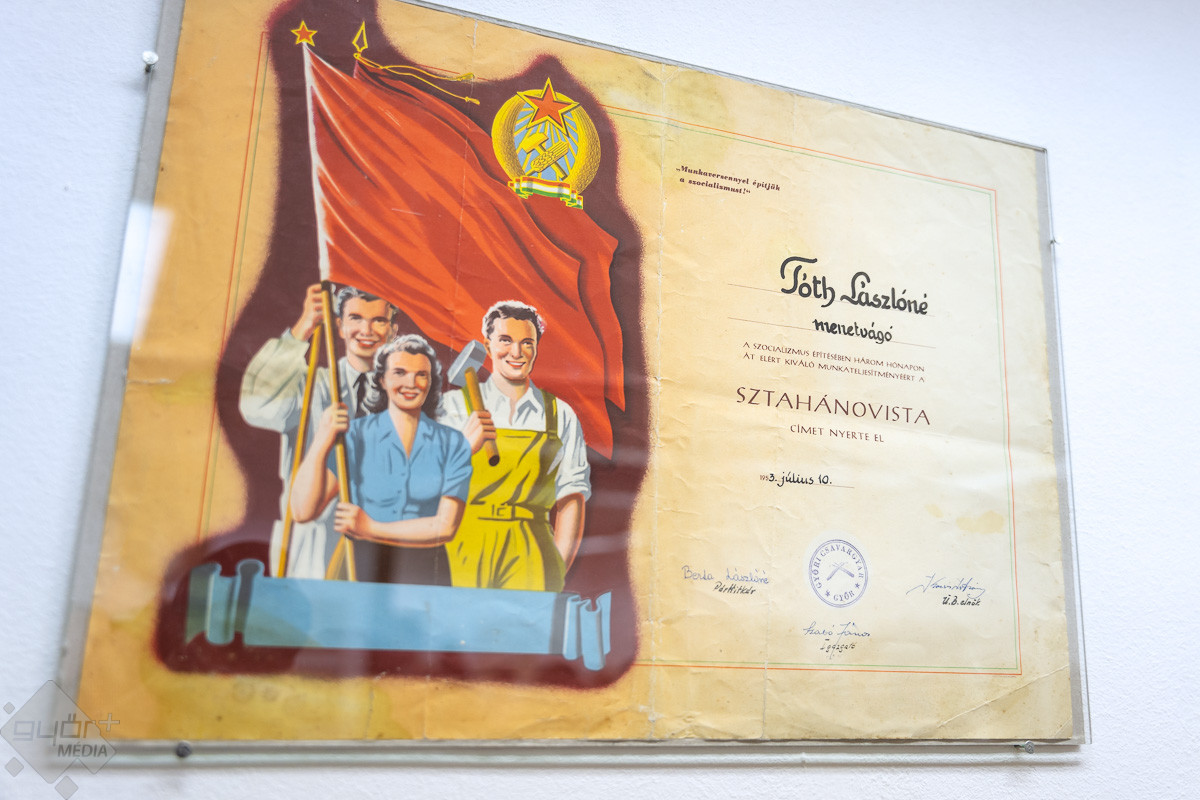 „Munkaversennyel építjük
a szocialismust!“
Tóth Lászlóné
menetvágó
A SZOCIALIZMUS ÉPÍTÉSÉBEN HÁROM HÓNAPON
ÁT ELÉRT KIVÁLÓ MUNKATELJESÍTMÉNYÉÉRT A
SZTAHÁNOVISTA
CÍMET NYERTE EL
1953. július 10.
GYŐRI CSAVARGYÁR
GYŐR
Berta Lászlóné
Párttitkár
Ü.B. elnök
Szabó János
Igazgató
győr+
MÉDIA